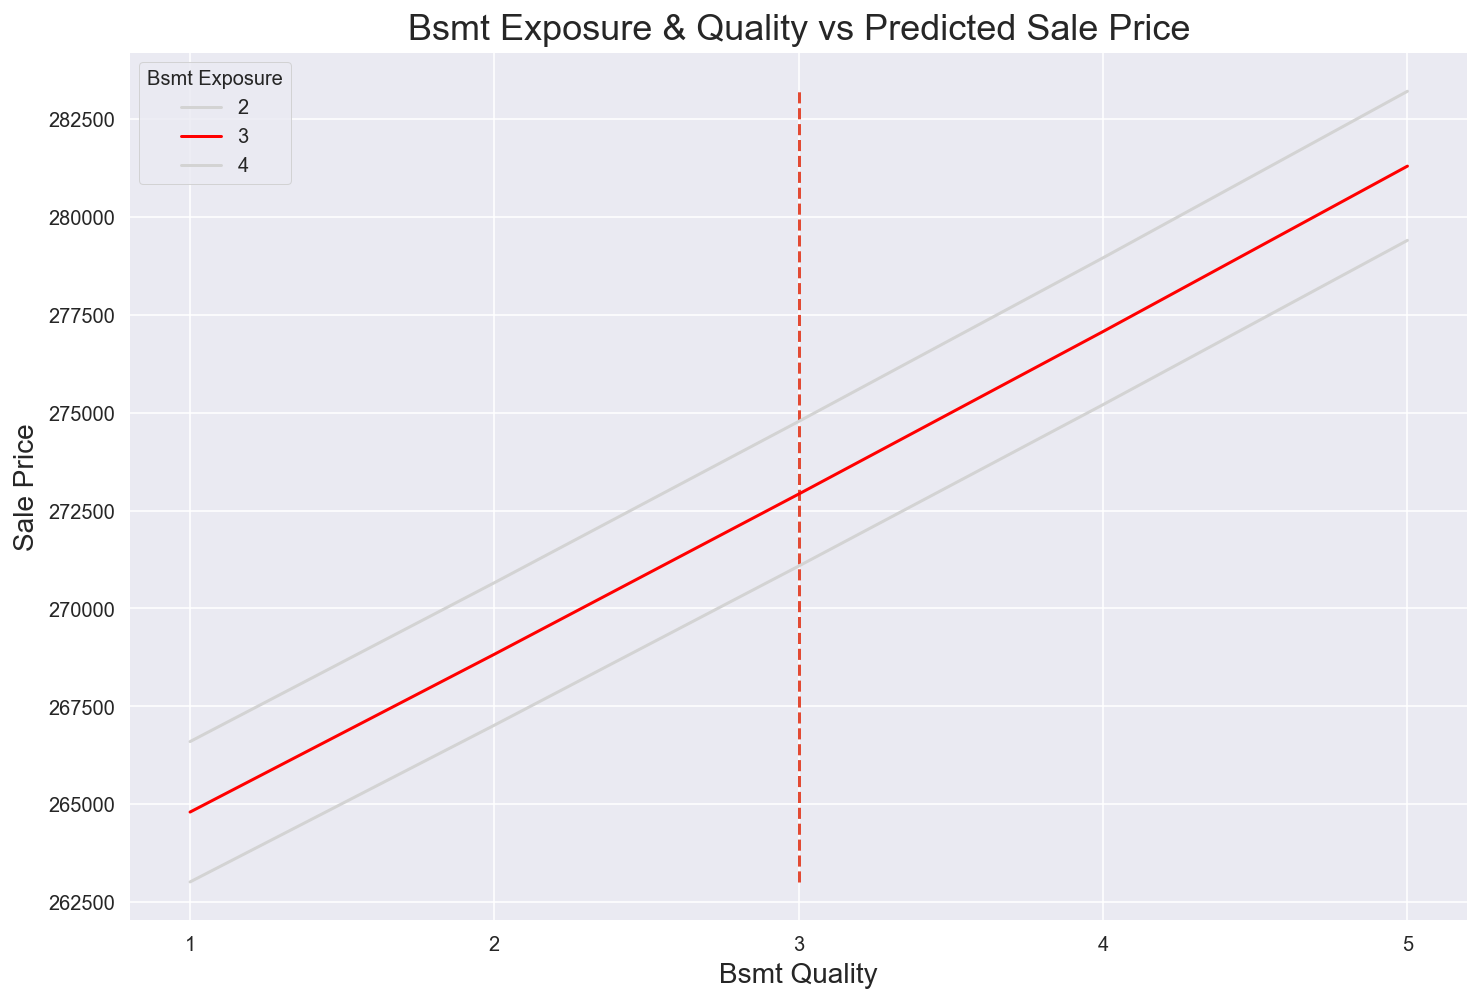 Bsmt Exposure & Quality vs Predicted Sale Price
Bsmt Exposure
2
3
4
282500
280000
277500
275000
272500
270000
267500
265000
262500
Sale Price
1 2 3 4 5
Bsmt Quality